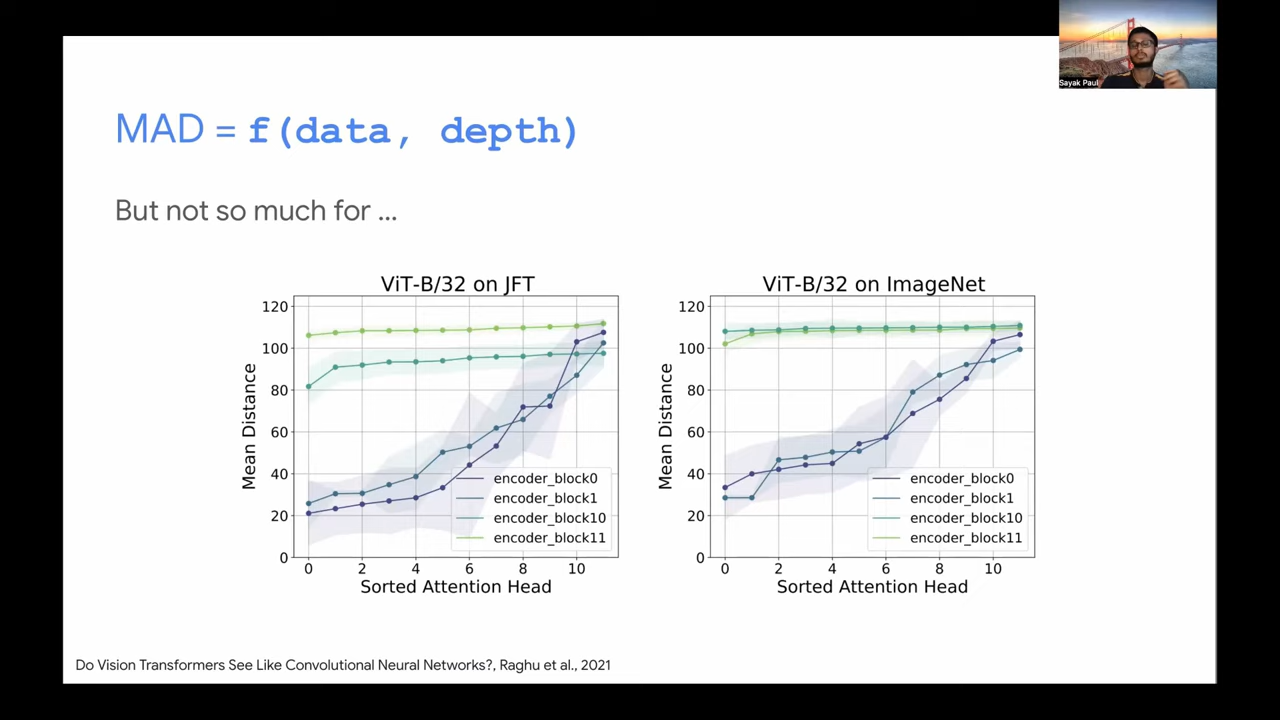 Sayak Paul
MAD = f(data, depth)
But not so much for ...
ViT-B/32 on JFT
120
100
80
60
40
20
0
Mean Distance
encoder_block0
encoder_block1
encoder_block10
encoder_block11
0 2 4 6 8 10
Sorted Attention Head
ViT-B/32 on ImageNet
120
100
80
60
40
20
0
Mean Distance
encoder_block0
encoder_block1
encoder_block10
encoder_block11
0 2 4 6 8 10
Sorted Attention Head
Do Vision Transformers See Like Convolutional Neural Networks?, Raghu et al., 2021